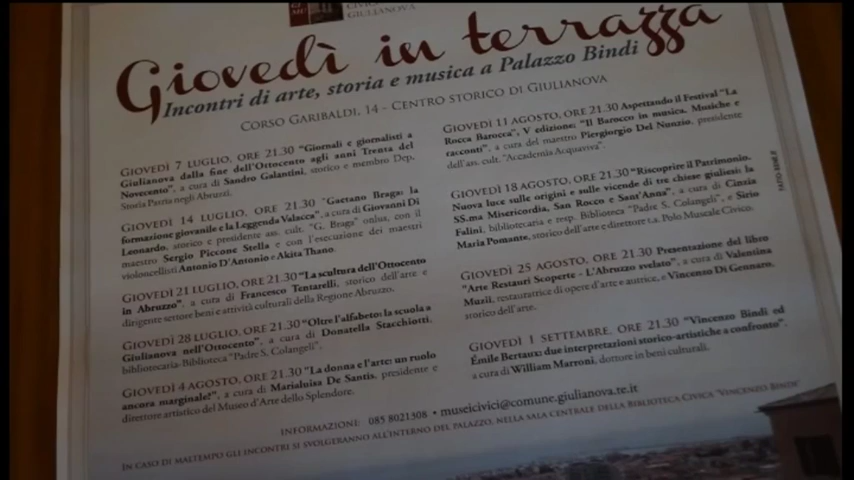 CIVICO
GIULIANOVA
Giovedì in terrazza
Incontri di arte, storia e musica a Palazzo Bindi
CORSO GARIBALDI, 14 - CENTRO STORICO DI GIULIANOVA
GIOVEDÌ 7 LUGLIO, ORE 21.30 "Giornali e giornalisti a
Giulianova dalla fine dell'Ottocento agli anni Trenta del
Novecento", a cura di Sandro Galantini, storico e membro Dep.
Storia Patria negli Abruzzi.
GIOVEDÌ 14 LUGLIO, ORE 21.30 "Gaetano Braga: la
formazione giovanile e la Leggenda Valacca", a cura di Giovanni Di
Leonardo, storico e presidente ass. cult. "G. Braga" onlus, con il
maestro Sergio Piccone Stella e con l'esecuzione dei maestri
violoncellisti Antonio D'Antonio e Akita Thano.
GIOVEDÌ 21 LUGLIO, ORE 21.30 "La scultura dell'Ottocento
in Abruzzo", a cura di Francesco Tentarelli, storico dell'arte e
dirigente settore beni e attività culturali della Regione Abruzzo.
GIOVEDÌ 28 LUGLIO, ORE 21.30 "Oltre l'alfabeto: la scuola a
Giulianova nell'Ottocento", a cura di Donatella Stacchiotti,
bibliotecaria-Biblioteca "Padre S. Colangeli".
GIOVEDÌ 4 AGOSTO, ORE 21.30 "La donna e l'arte: un ruolo
ancora marginale?", a cura di Marialuisa De Santis, presidente e
direttore artistico del Museo d'Arte dello Splendore.
GIOVEDÌ 11 AGOSTO, ORE 21.30 Aspettando il Festival "La
Rocca Barocca", V edizione: "Il Barocco in musica. Musiche e
racconti", a cura del maestro Piergiorgio Del Nunzio, presidente
dell'as. cult. "Accademia Acquaviva".
GIOVEDÌ 18 AGOSTO, ORE 21.30 "Riscoprire il Patrimonio.
Nuova luce sulle origini e sulle vicende di tre chiese giuliesi: la
SS.ma Misericordia, San Rocco e Sant'Anna", a cura di Cinzia
Falini, bibliotecaria e resp. Biblioteca "Padre S. Colangeli", e Sirio
Maria Pomante, storico dell'arte e direttore t.a. Polo Museale Civico.
GIOVEDÌ 25 AGOSTO, ORE 21.30 Presentazione del libro
"Arte Restauri Scoperte - L'Abruzzo svelato", a cura di Valentina
Muzii, restauratrice di opere d'arte e autrice, e Vincenzo Di Gennaro,
storico dell'arte.
GIOVEDÌ 1 SETTEMBRE, ORE 21.30 "Vincenzo Bindi ed
Émile Bertaux: due interpretazioni storico-artistiche a confronto",
a cura di William Marroni, dottore in beni culturali.
INFORMAZIONI: 085 8021308 • museicivici@comune.giulianova.te.it
IN CASO DI MALTEMPO GLI INCONTRI SI SVOLGERANNO ALL'INTERNO DEL PALAZZO, NELLA SALA CENTRALE DELLA BIBLIOTECA CIVICA "VINCENZO BINDI"